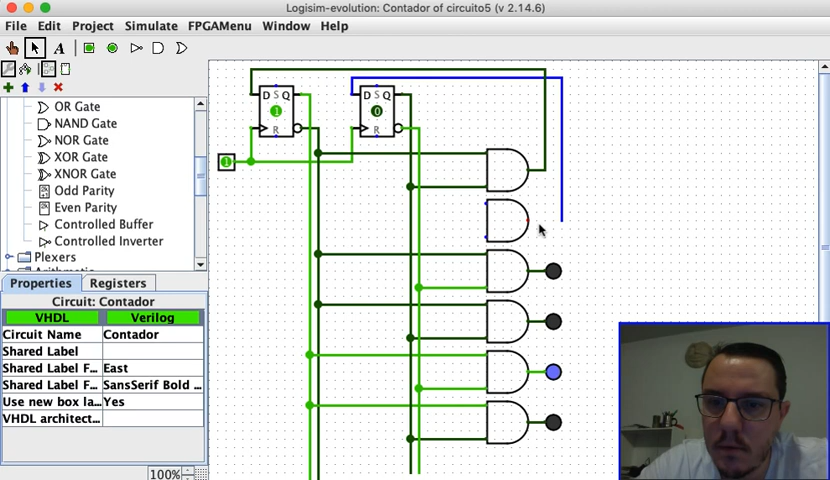 Logisim-evolution: Contador of circuito5 (v 2.14.6)
File Edit Project Simulate FPGAMenu Window Help
A
OR Gate
NAND Gate
NOR Gate
XOR Gate
XNOR Gate
Odd Parity
Even Parity
Controlled Buffer
Controlled Inverter
Plexers
Properties Registers
Circuit: Contador
VHDL Verilog
Circuit Name Contador
Shared Label
Shared Label F... East
Shared Label F... SansSerif Bold ...
Use new box la... Yes
VHDL architect...
100%
D S Q
1
R
D S Q
0
R
1